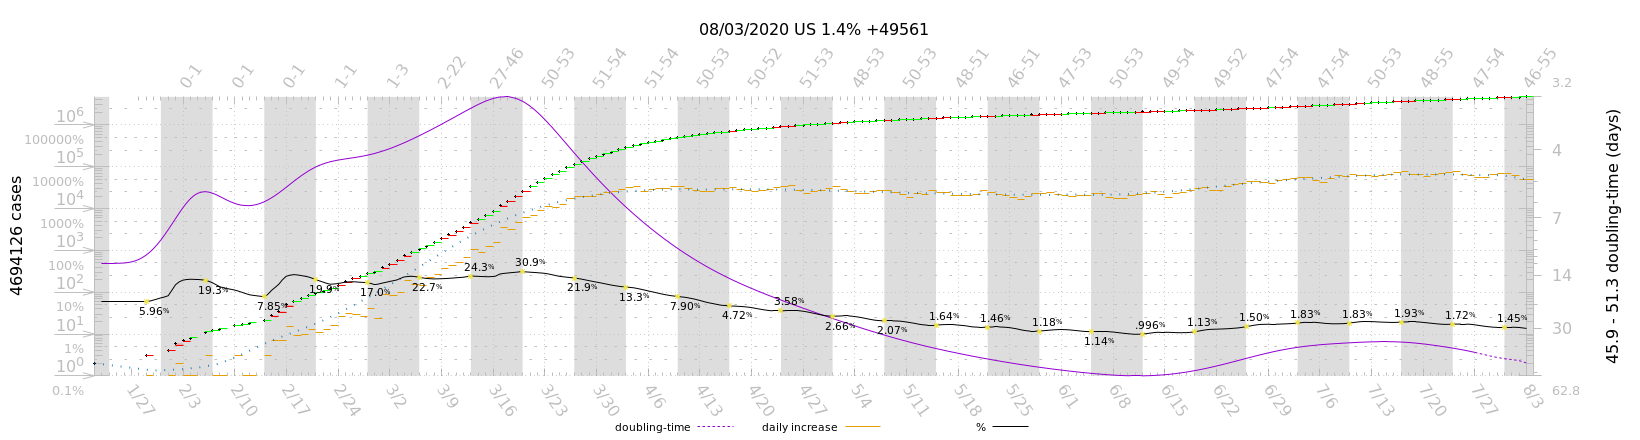 08/03/2020 US 1.4% +49561
0-1 0-1 0-1 1-1 1-3 2-22 27-46 50-53 51-54 51-54 50-53 50-52 51-53 48-53 50-53 48-51 46-51 47-53 50-53 49-54 49-52 47-54 47-54 50-53 48-55 47-54 46-55
4694126 cases
10⁶
100000%
10⁵
10000%
10⁴
1000%
10³
100%
10²
10%
10¹
1%
10⁰
0.1%
5.96% 19.3% 7.85% 19.9% 17.0% 22.7% 24.3% 30.9% 21.9% 13.3% 7.90% 4.72% 3.58% 2.66% 2.07% 1.64% 1.46% 1.18% 1.14% .996% 1.13% 1.50% 1.83% 1.83% 1.93% 1.72% 1.45%
3.2
4
7
14
30
62.8
45.9 - 51.3 doubling-time (days)
1/27 2/3 2/10 2/17 2/24 3/2 3/9 3/16 3/23 3/30 4/6 4/13 4/20 4/27 5/4 5/11 5/18 5/25 6/1 6/8 6/15 6/22 6/29 7/6 7/13 7/20 7/27 8/3
doubling-time daily increase %